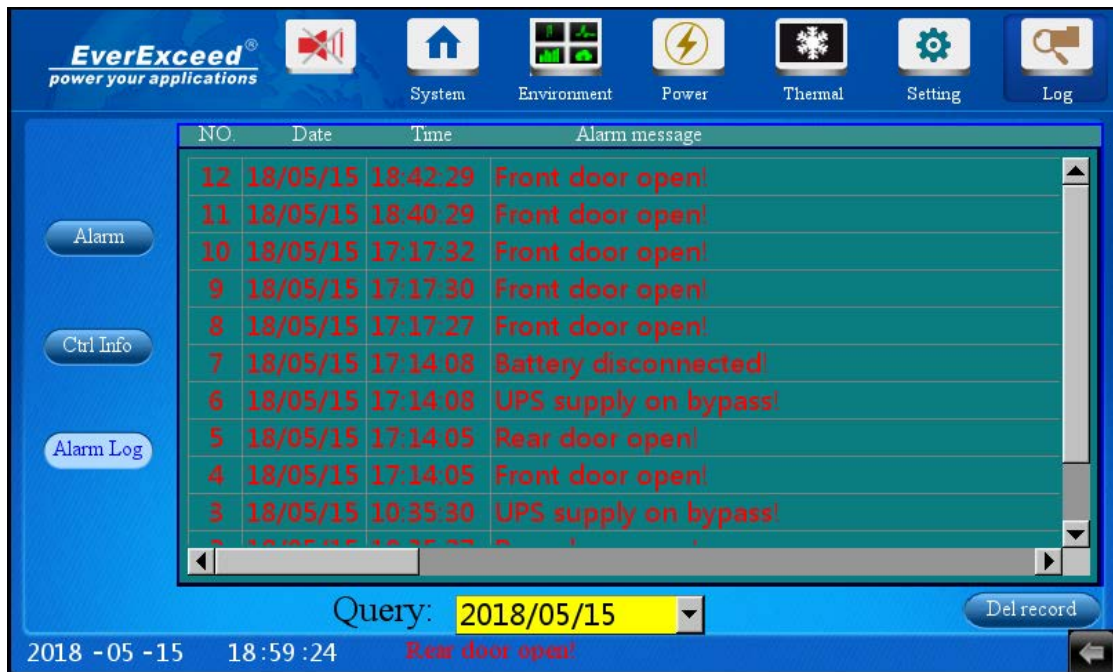 EverExceed®
power your applications
System Environment Power Thermal Setting Log
NO. Date Time Alarm message
12 18/05/15 18:42:29 Front door open!
11 18/05/15 18:40:29 Front door open!
10 18/05/15 17:17:32 Front door open!
9 18/05/15 17:17:30 Front door open!
8 18/05/15 17:17:27 Front door open!
7 18/05/15 17:14:08 Battery disconnected!
6 18/05/15 17:14:08 UPS supply on bypass!
5 18/05/15 17:14:05 Rear door open!
4 18/05/15 17:14:05 Front door open!
3 18/05/15 10:35:30 UPS supply on bypass!
Alarm
Ctrl Info
Alarm Log
Query: 2018/05/15
Del record
2018-05-15 18:59:24 Rear door open!